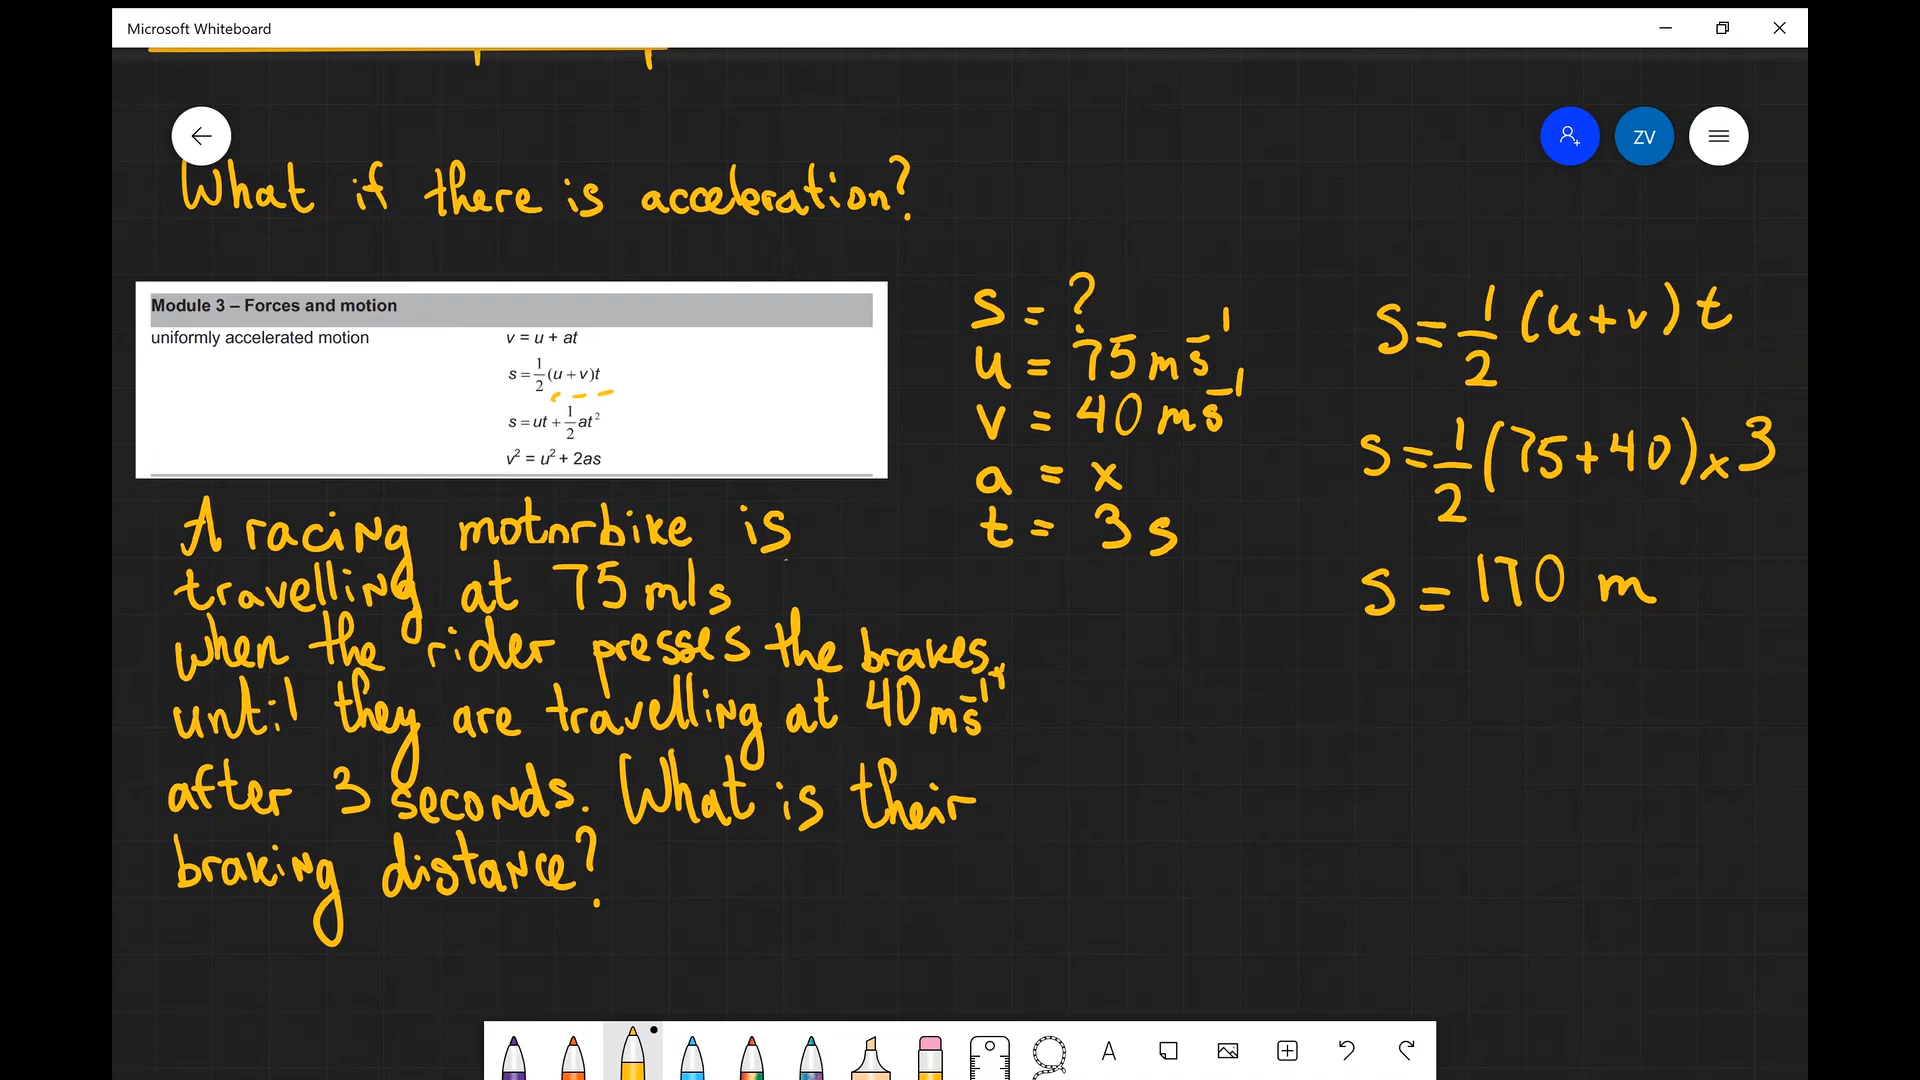 Microsoft Whiteboard
ZV
What if there is acceleration?
Module 3 – Forces and motion
uniformly accelerated motion
v = u + at
s = 1/2 (u + v)t
s = ut + 1/2 at²
v² = u² + 2as
A racing motorbike is
travelling at 75 m/s
when the rider presses the brakes
until they are travelling at 40 ms⁻¹
after 3 seconds. What is their
braking distance?
s = ?
u = 75 ms⁻¹
v = 40 ms⁻¹
a = x
t = 3 s
s = 1/2 (u+v) t
s = 1/2 (75+40) x 3
s = 170 m
A